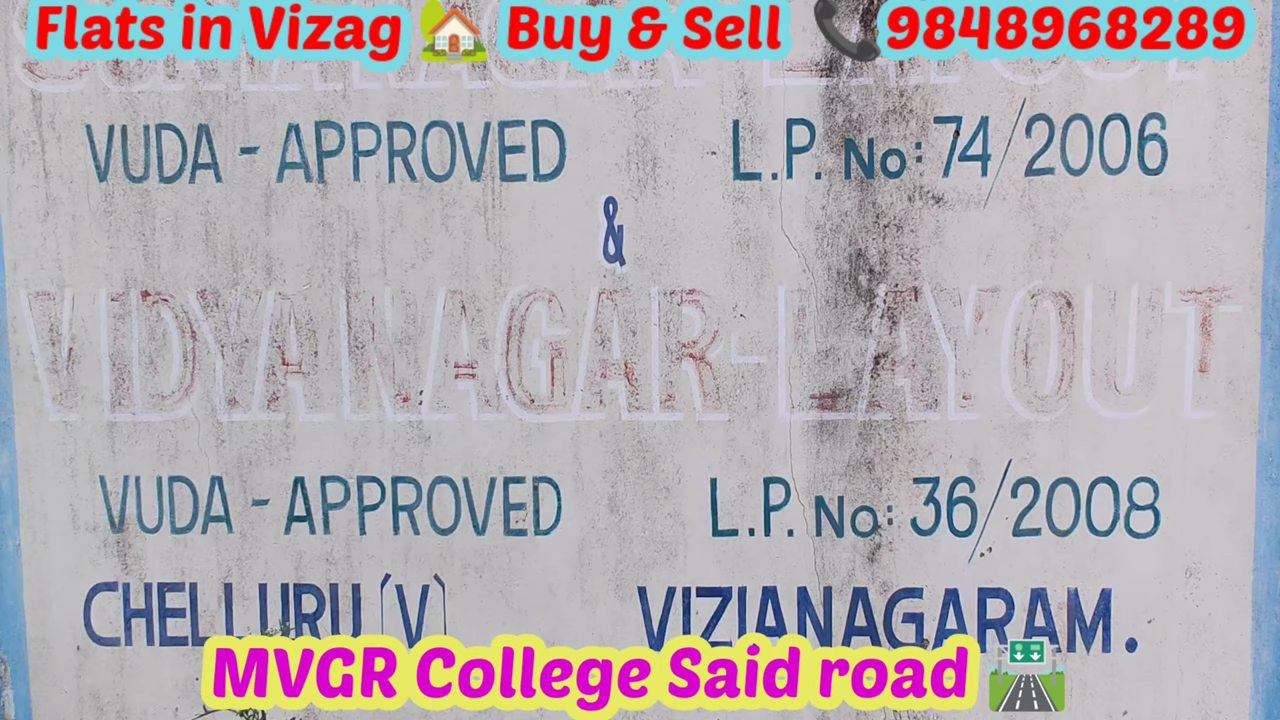 Flats in Vizag 🏡 Buy & Sell 📞9848968289
VUDA - APPROVED L.P. No: 74/2006
&
VIDYANAGAR-LAYOUT
VUDA - APPROVED L.P. No: 36/2008
CHELLURU (V) VIZIANAGARAM.
MVGR College Said road 🛣️